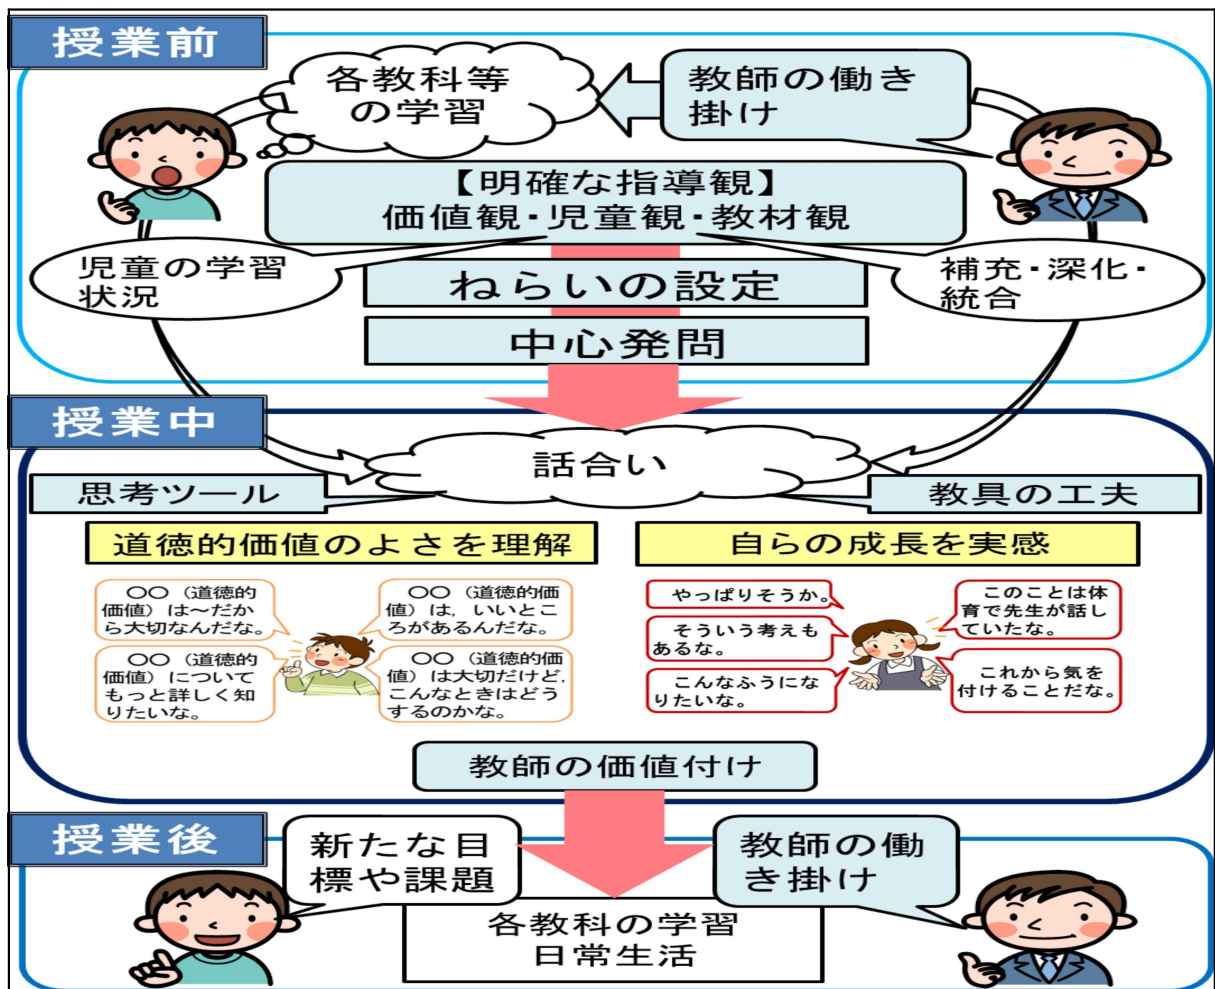 授業前
各教科等
の学習
教師の働き
掛け
【明確な指導観】
価値観・児童観・教材観
児童の学習
状況
補充・深化・
統合
ねらいの設定
中心発問
授業中
話合い
思考ツール
教具の工夫
道徳的価値のよさを理解
自らの成長を実感
〇〇（道徳的
価値）は～だか
ら大切なんだな。
〇〇（道徳的価
値）は，いいとこ
ろがあるんだな。
〇〇（道徳的
価値）について
もっと詳しく知
りたいな。
〇〇（道徳的価
値）は大切だけど，
こんなときはどう
するのかな。
やっぱりそうか。
そういう考えも
あるな。
こんなふうにな
りたいな。
このことは体
育で先生が話し
ていたな。
これから気を
付けることだな。
教師の価値付け
授業後
新たな目
標や課題
教師の働
き掛け
各教科の学習
日常生活